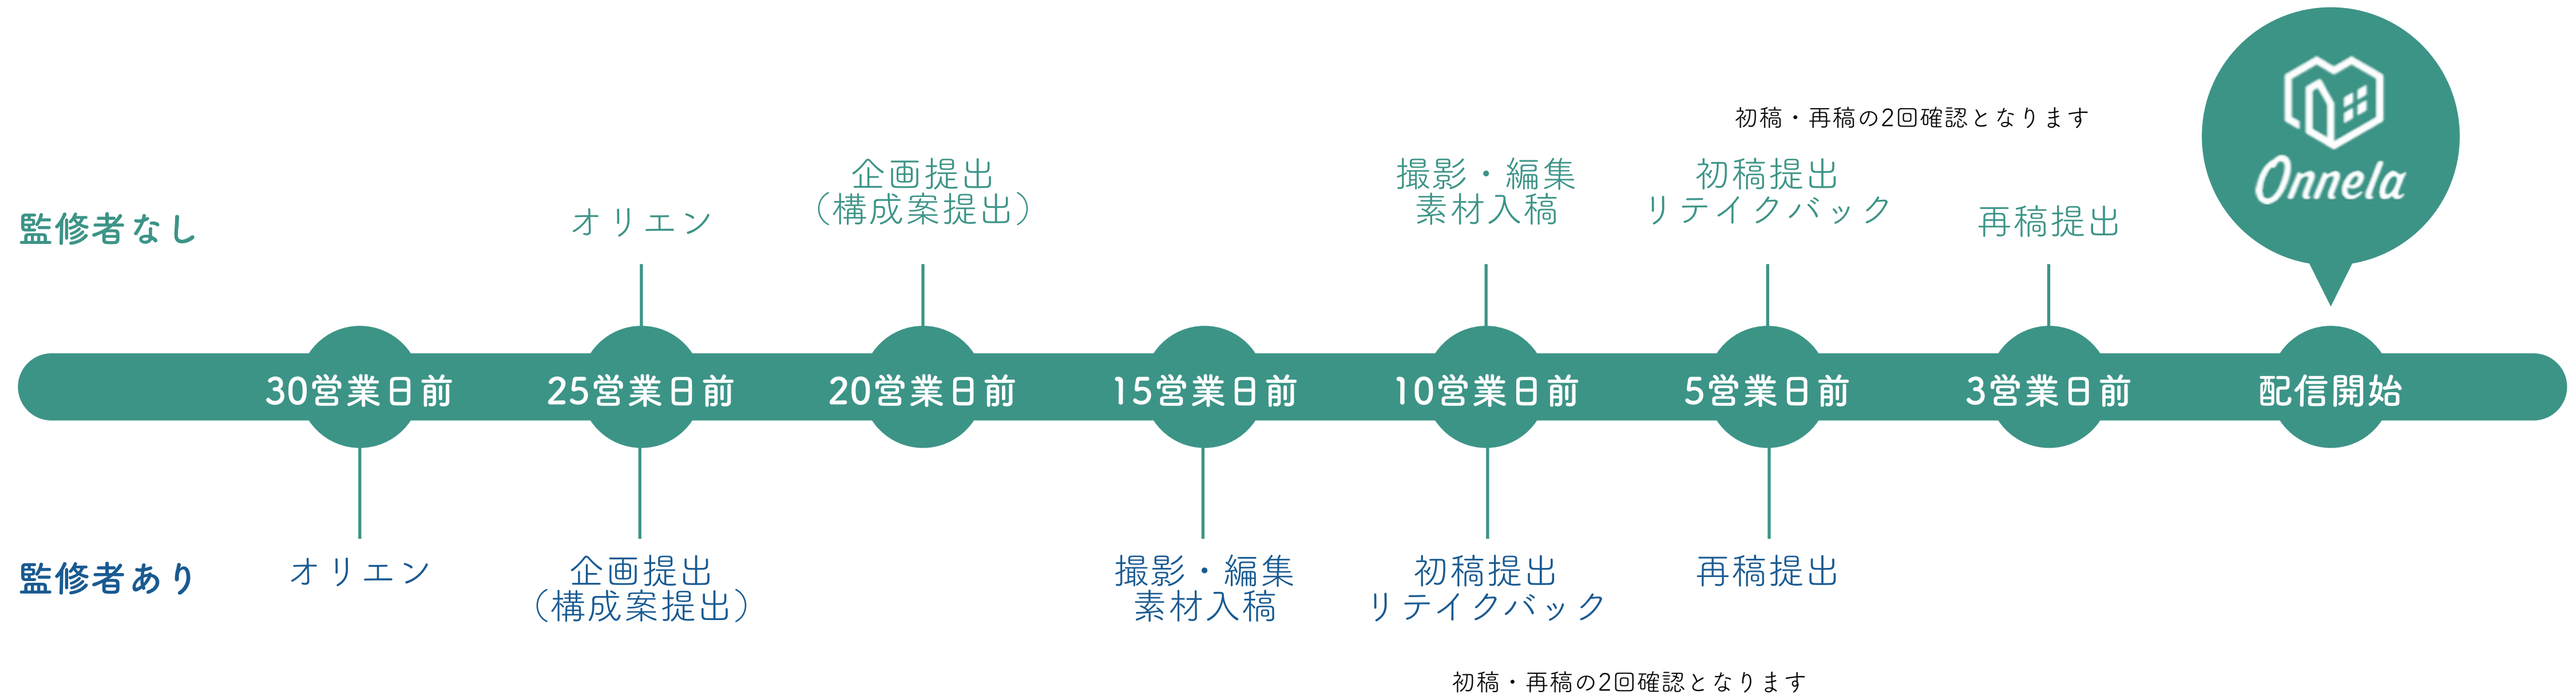 初稿・再稿の2回確認となります
Onnela
監修者なし
オリエン
企画提出
（構成案提出）
撮影・編集
素材入稿
初稿提出
リテイクバック
再稿提出
30営業日前
25営業日前
20営業日前
15営業日前
10営業日前
5営業日前
3営業日前
配信開始
監修者あり
オリエン
企画提出
（構成案提出）
撮影・編集
素材入稿
初稿提出
リテイクバック
再稿提出
初稿・再稿の2回確認となります